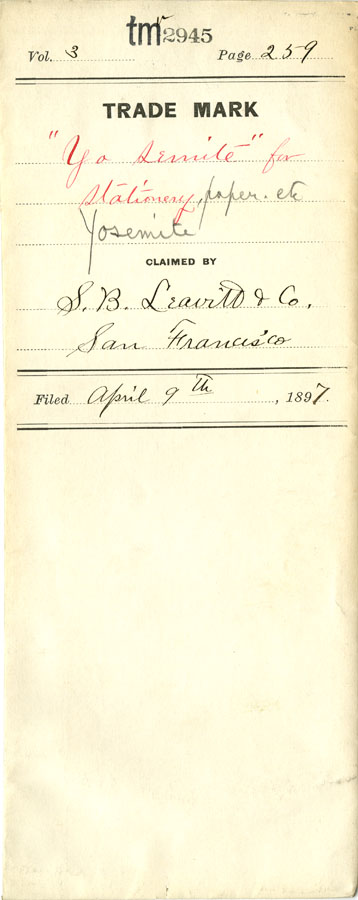 tm 2945
Vol. 3 Page 259
TRADE MARK
"Yo Semite" for
Stationery, paper. etc
Yosemite
CLAIMED BY
S. B. Leavitt & Co.
San Francisco
Filed April 9th, 1897.